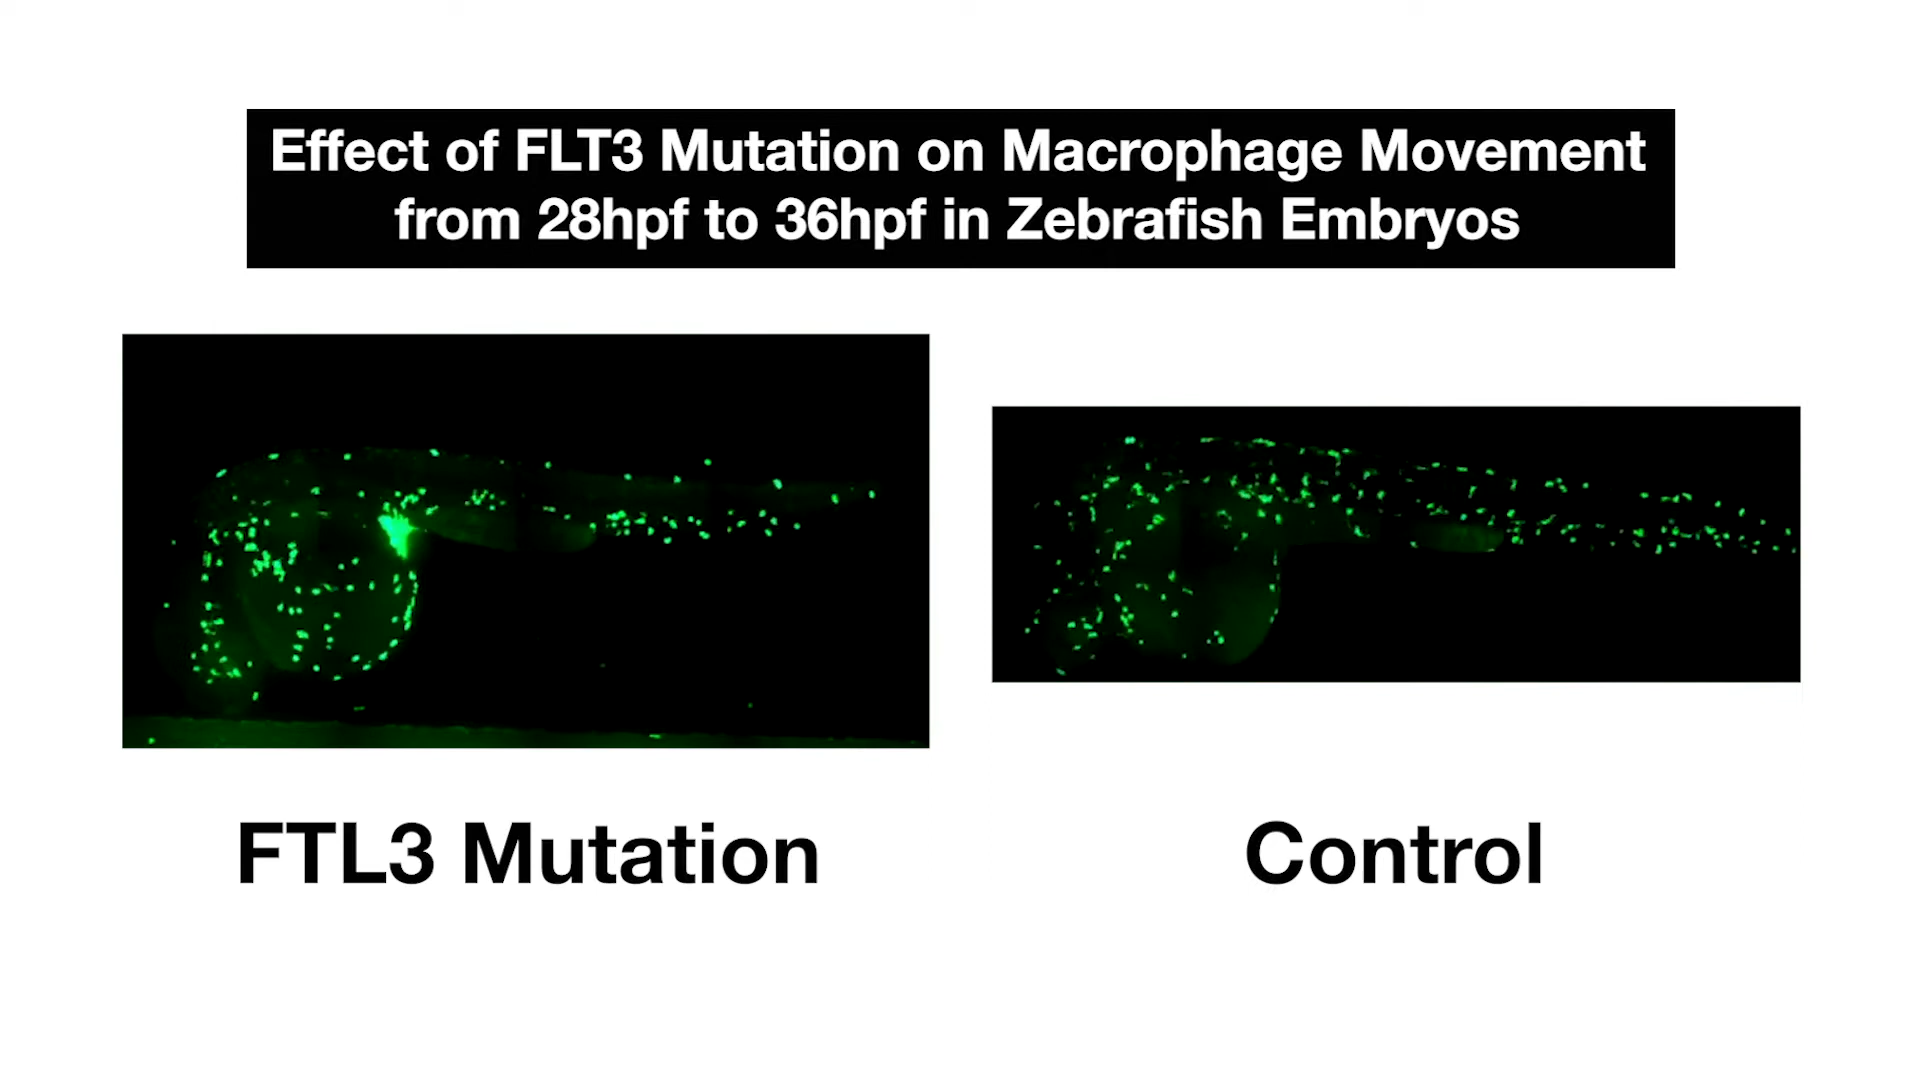 Effect of FLT3 Mutation on Macrophage Movement
from 28hpf to 36hpf in Zebrafish Embryos
FTL3 Mutation
Control